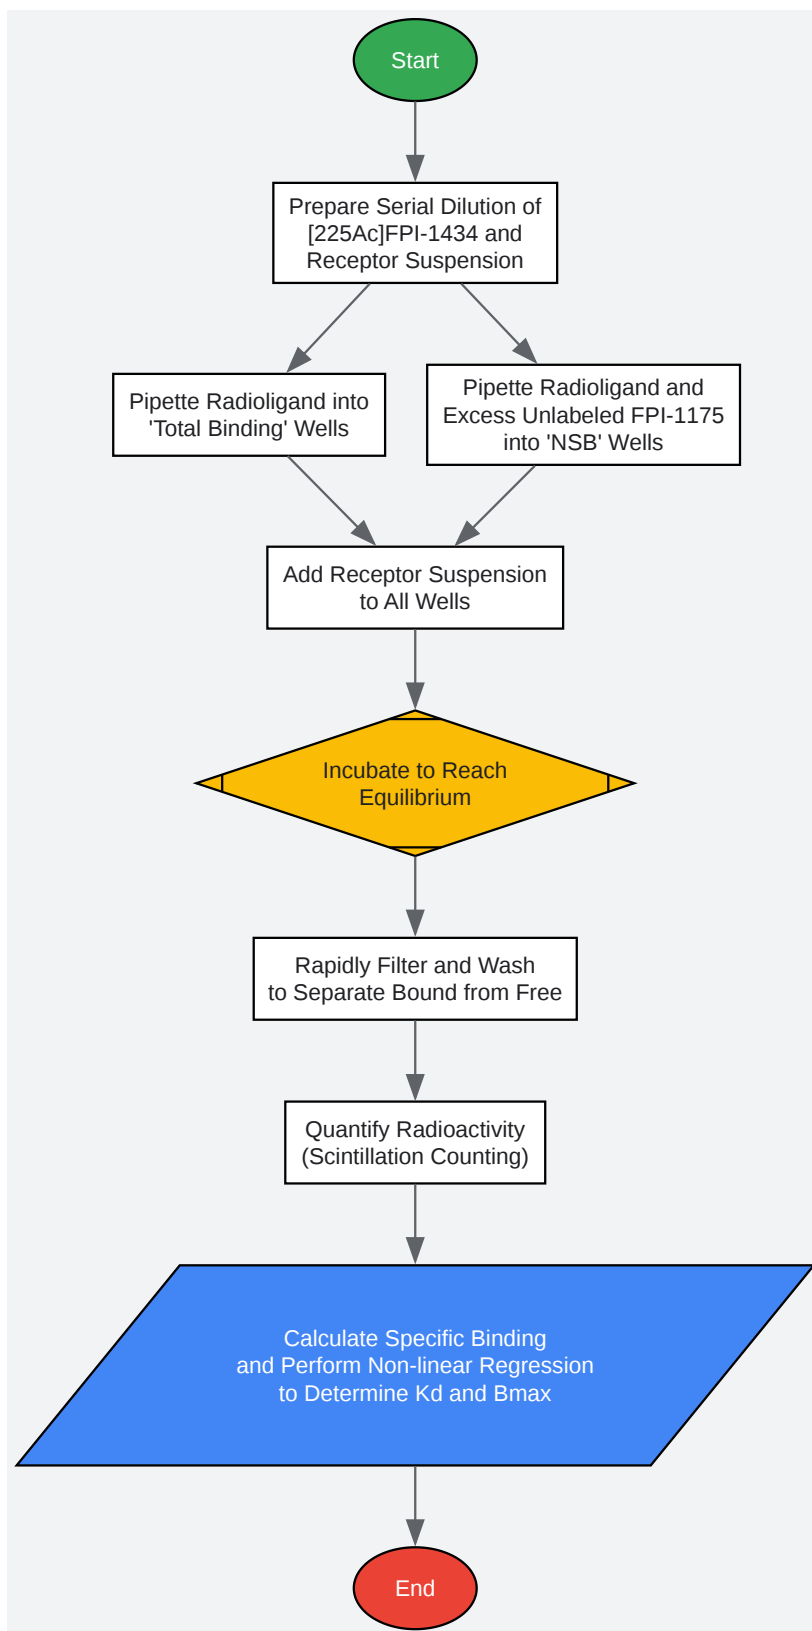 Start
Prepare Serial Dilution of
[225Ac]FPI-1434 and
Receptor Suspension
Pipette Radioligand into
'Total Binding' Wells
Pipette Radioligand and
Excess Unlabeled FPI-1175
into 'NSB' Wells
Add Receptor Suspension
to All Wells
Incubate to Reach
Equilibrium
Rapidly Filter and Wash
to Separate Bound from Free
Quantify Radioactivity
(Scintillation Counting)
Calculate Specific Binding
and Perform Non-linear Regression
to Determine Kd and Bmax
End